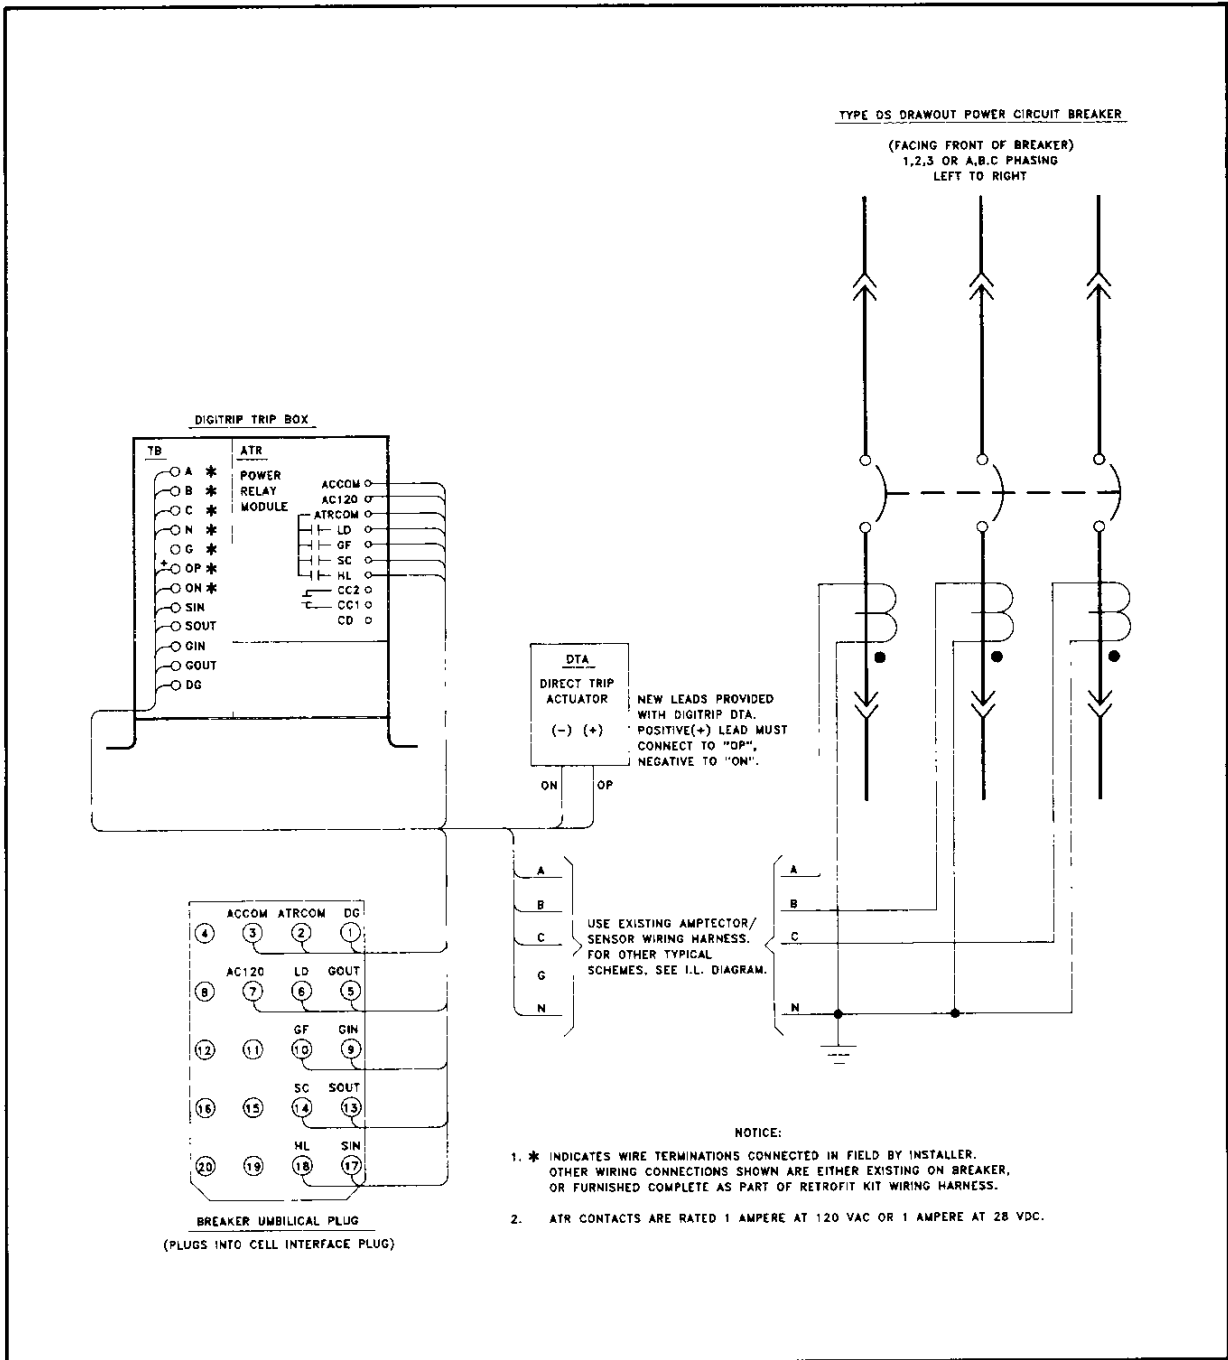 TYPE DS DRAWOUT POWER CIRCUIT BREAKER
(FACING FRONT OF BREAKER)
1,2,3 OR A,B,C PHASING
LEFT TO RIGHT
DIGITRIP TRIP BOX
TB
A *
B *
C *
N *
G *
+ OP *
ON *
SIN
SOUT
GIN
GOUT
DG
ATR
POWER
RELAY
MODULE
ACCOM
AC120
ATRCOM
LD
GF
SC
HL
CC2
CC1
CD
DTA
DIRECT TRIP
ACTUATOR
(-) (+)
ON
OP
NEW LEADS PROVIDED
WITH DIGITRIP DTA.
POSITIVE(+) LEAD MUST
CONNECT TO "OP",
NEGATIVE TO "ON".
A
B
C
G
N
USE EXISTING AMPTECTOR/
SENSOR WIRING HARNESS.
FOR OTHER TYPICAL
SCHEMES, SEE I.L. DIAGRAM.
A
B
C
N
ACCOM ATRCOM DG
4 3 2 1
AC120 LD GOUT
8 7 6 5
GF GIN
12 11 10 9
SC SOUT
16 15 14 13
HL SIN
20 19 18 17
BREAKER UMBILICAL PLUG
(PLUGS INTO CELL INTERFACE PLUG)
NOTICE:
1. * INDICATES WIRE TERMINATIONS CONNECTED IN FIELD BY INSTALLER.
OTHER WIRING CONNECTIONS SHOWN ARE EITHER EXISTING ON BREAKER,
OR FURNISHED COMPLETE AS PART OF RETROFIT KIT WIRING HARNESS.
2. ATR CONTACTS ARE RATED 1 AMPERE AT 120 VAC OR 1 AMPERE AT 28 VDC.